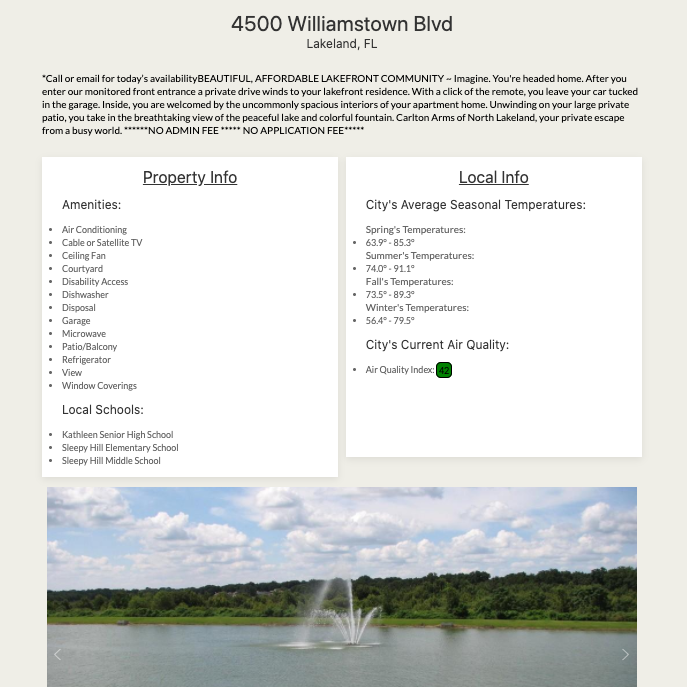 4500 Williamstown Blvd
Lakeland, FL
*Call or email for today's availabilityBEAUTIFUL, AFFORDABLE LAKEFRONT COMMUNITY ~ Imagine. You're headed home. After you
enter our monitored front entrance a private drive winds to your lakefront residence. With a click of the remote, you leave your car tucked
in the garage. Inside, you are welcomed by the uncommonly spacious interiors of your apartment home. Unwinding on your large private
patio, you take in the breathtaking view of the peaceful lake and colorful fountain. Carlton Arms of North Lakeland, your private escape
from a busy world. ******NO ADMIN FEE ***** NO APPLICATION FEE*****
Property Info
Amenities:
Air Conditioning
Cable or Satellite TV
Ceiling Fan
Courtyard
Disability Access
Dishwasher
Disposal
Garage
Microwave
Patio/Balcony
Refrigerator
View
Window Coverings
Local Schools:
Kathleen Senior High School
Sleepy Hill Elementary School
Sleepy Hill Middle School
Local Info
City's Average Seasonal Temperatures:
Spring's Temperatures:
63.9° - 85.3°
Summer's Temperatures:
74.0° - 91.1°
Fall's Temperatures:
73.5° - 89.3°
Winter's Temperatures:
56.4° - 79.5°
City's Current Air Quality:
Air Quality Index: 42